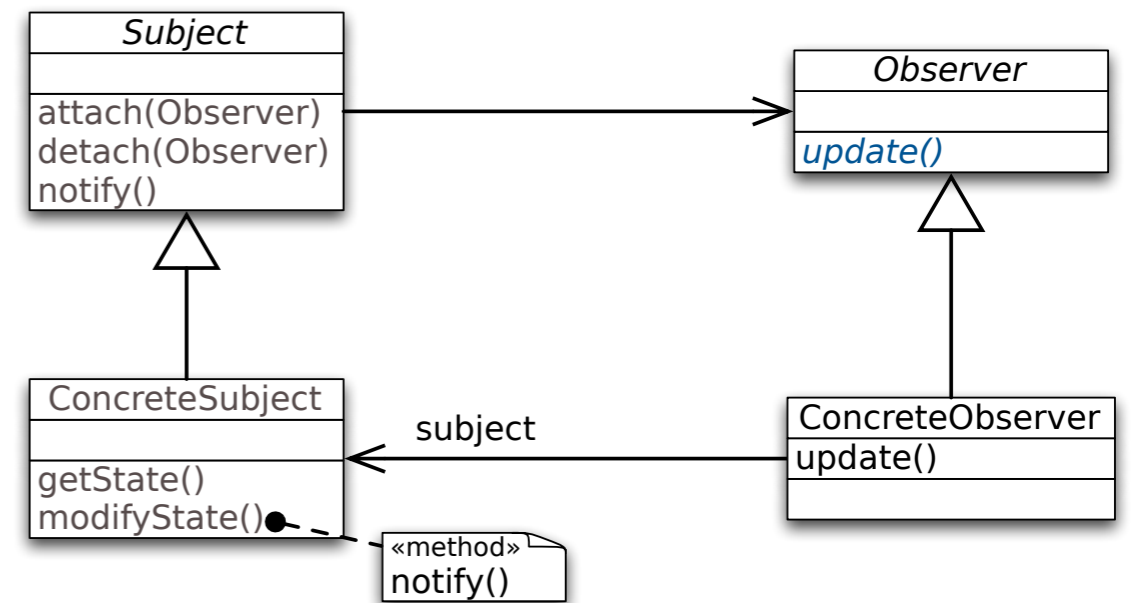 Subject
attach(Observer)
detach(Observer)
notify()
Observer
update()
ConcreteSubject
getState()
modifyState()
subject
ConcreteObserver
update()
«method»
notify()